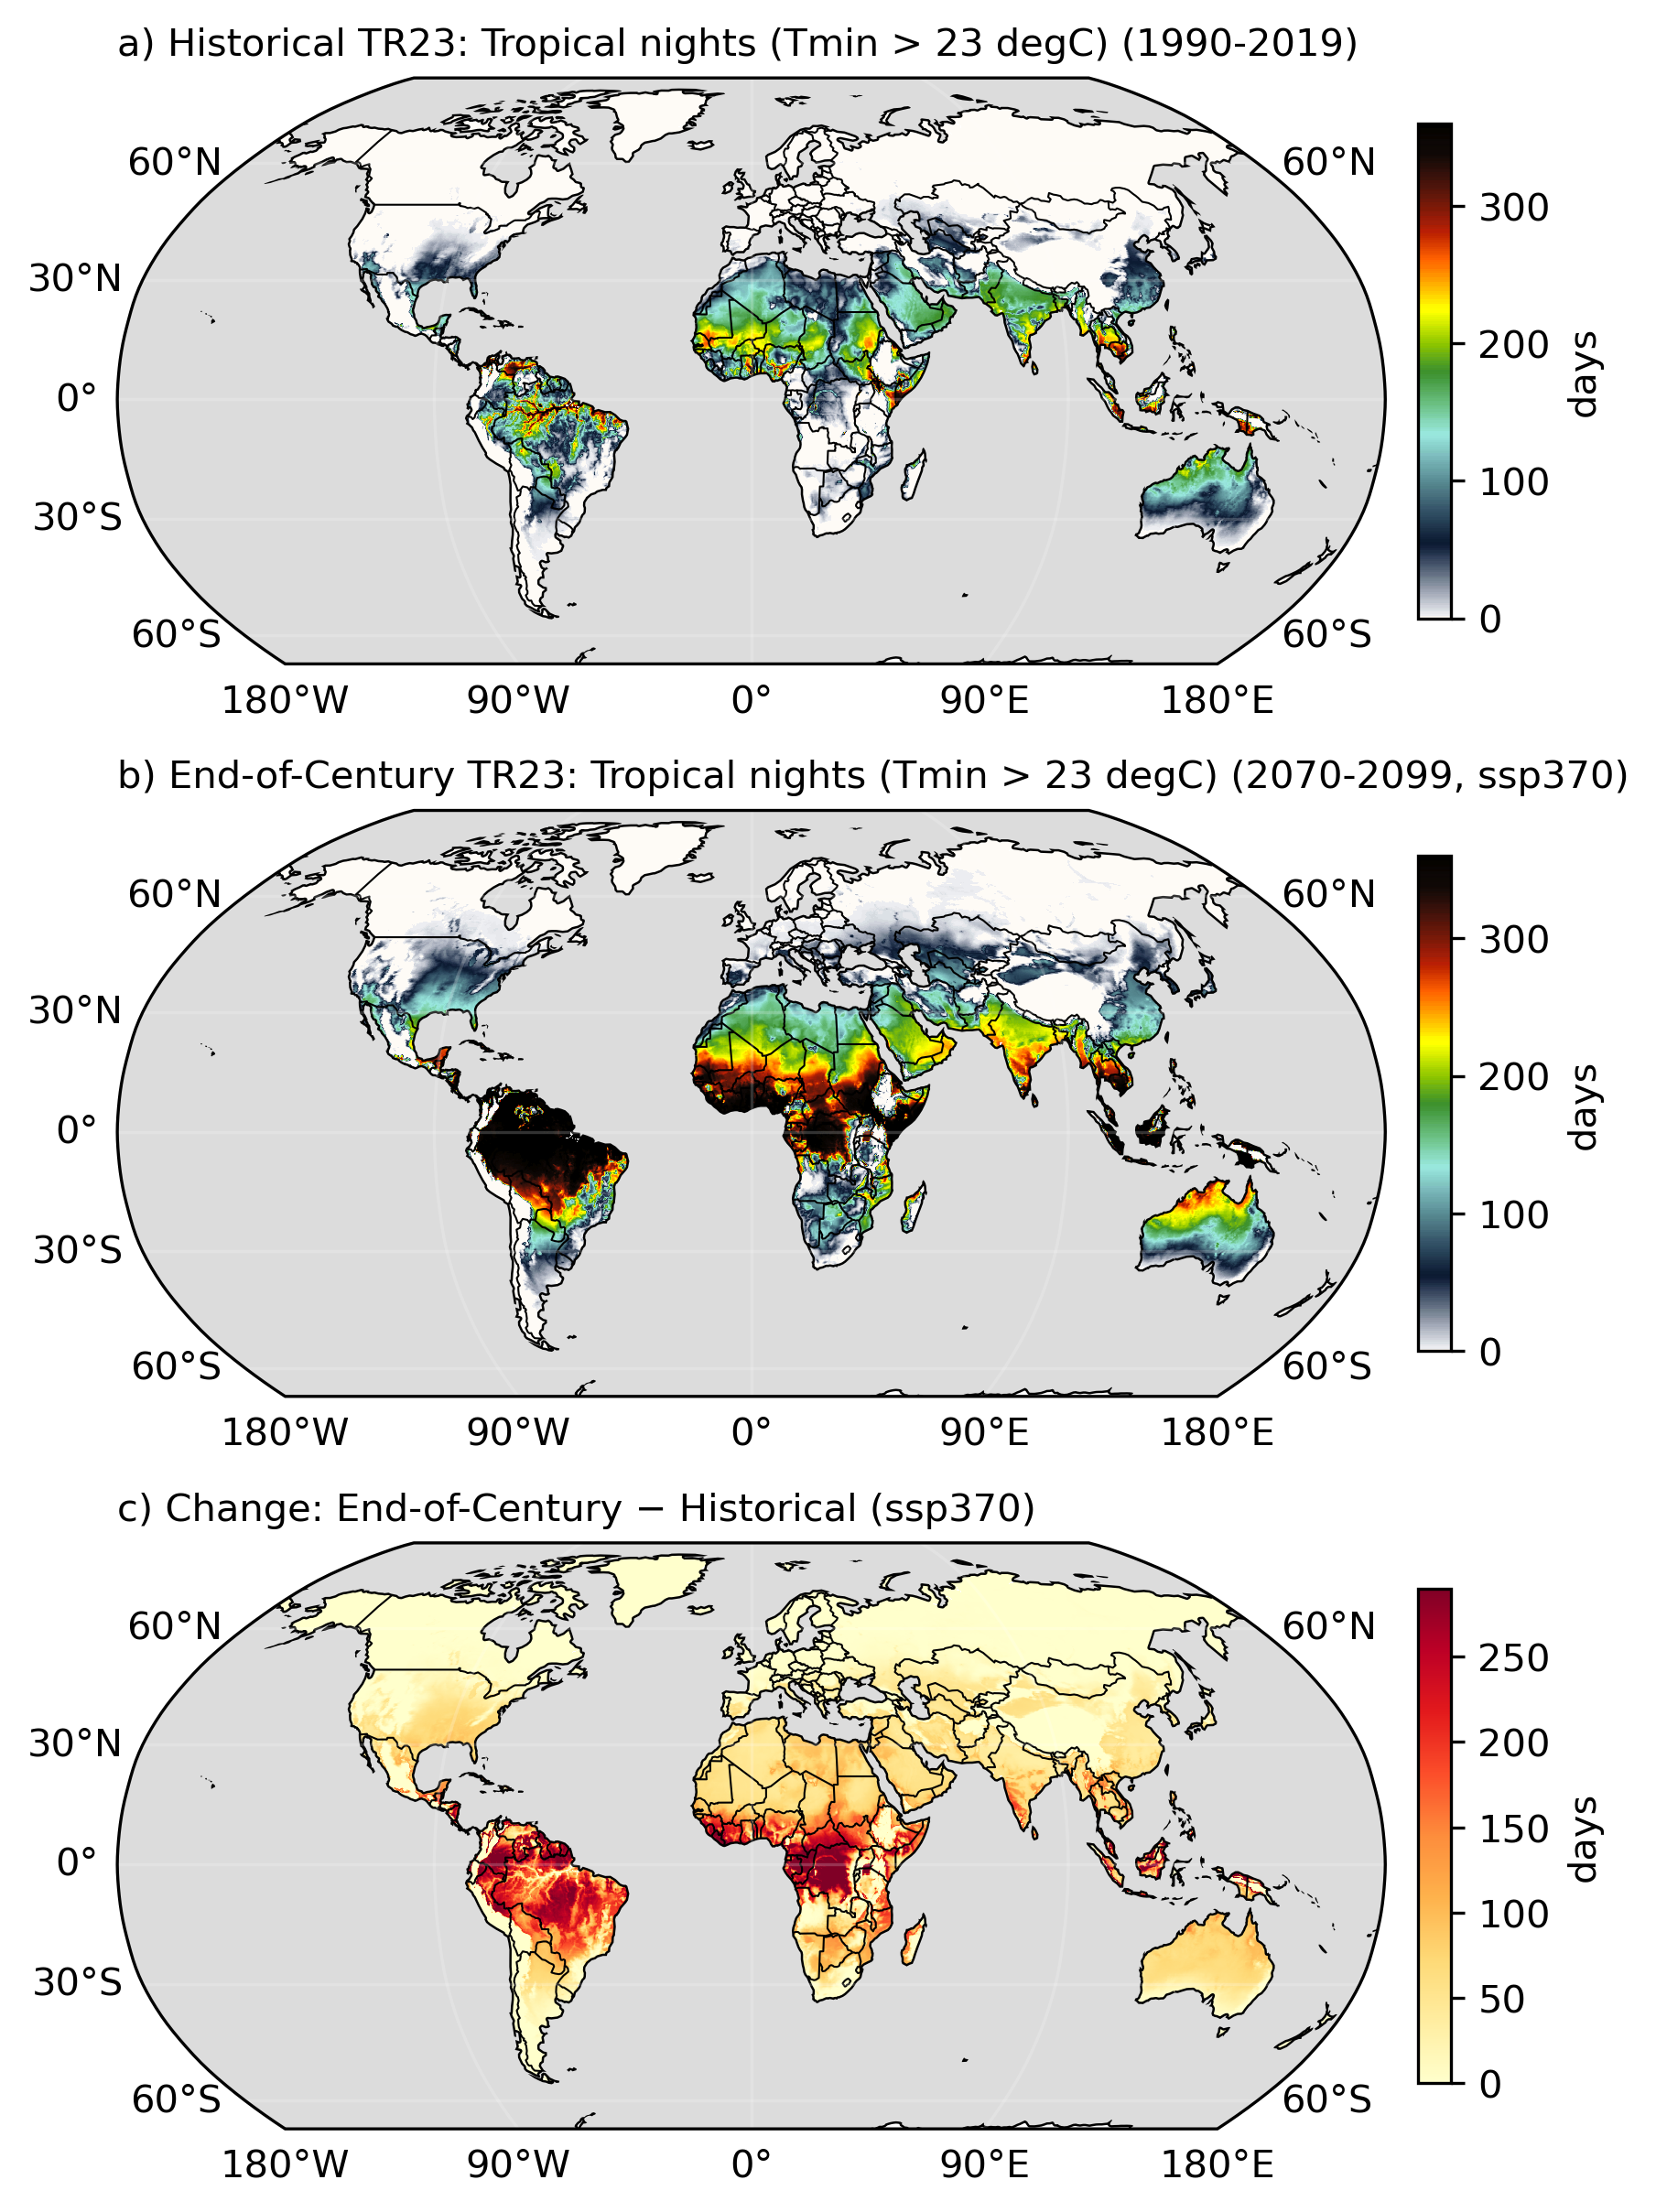 a) Historical TR23: Tropical nights (Tmin > 23 degC) (1990-2019)
60°N 60°N
30°N
0°
30°S
60°S 60°S
180°W 90°W 0° 90°E 180°E
300
200
100
0
days
b) End-of-Century TR23: Tropical nights (Tmin > 23 degC) (2070-2099, ssp370)
60°N 60°N
30°N
0°
30°S
60°S 60°S
180°W 90°W 0° 90°E 180°E
300
200
100
0
days
c) Change: End-of-Century − Historical (ssp370)
60°N 60°N
30°N
0°
30°S
60°S 60°S
180°W 90°W 0° 90°E 180°E
250
200
150
100
50
0
days